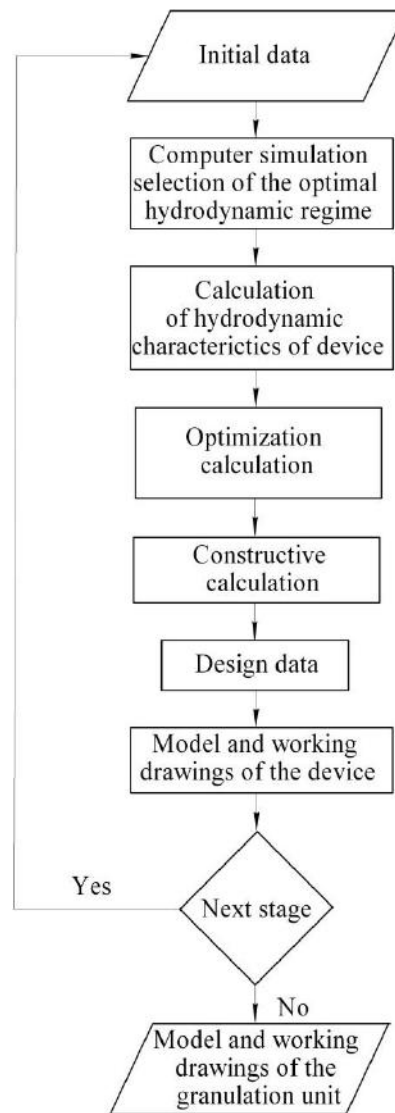 Initial data
Computer simulation
selection of the optimal
hydrodynamic regime
Calculation
of hydrodynamic
characterictics of device
Optimization
calculation
Constructive
calculation
Design data
Model and working
drawings of the device
Yes
Next stage
No
Model and working
drawings of the
granulation unit